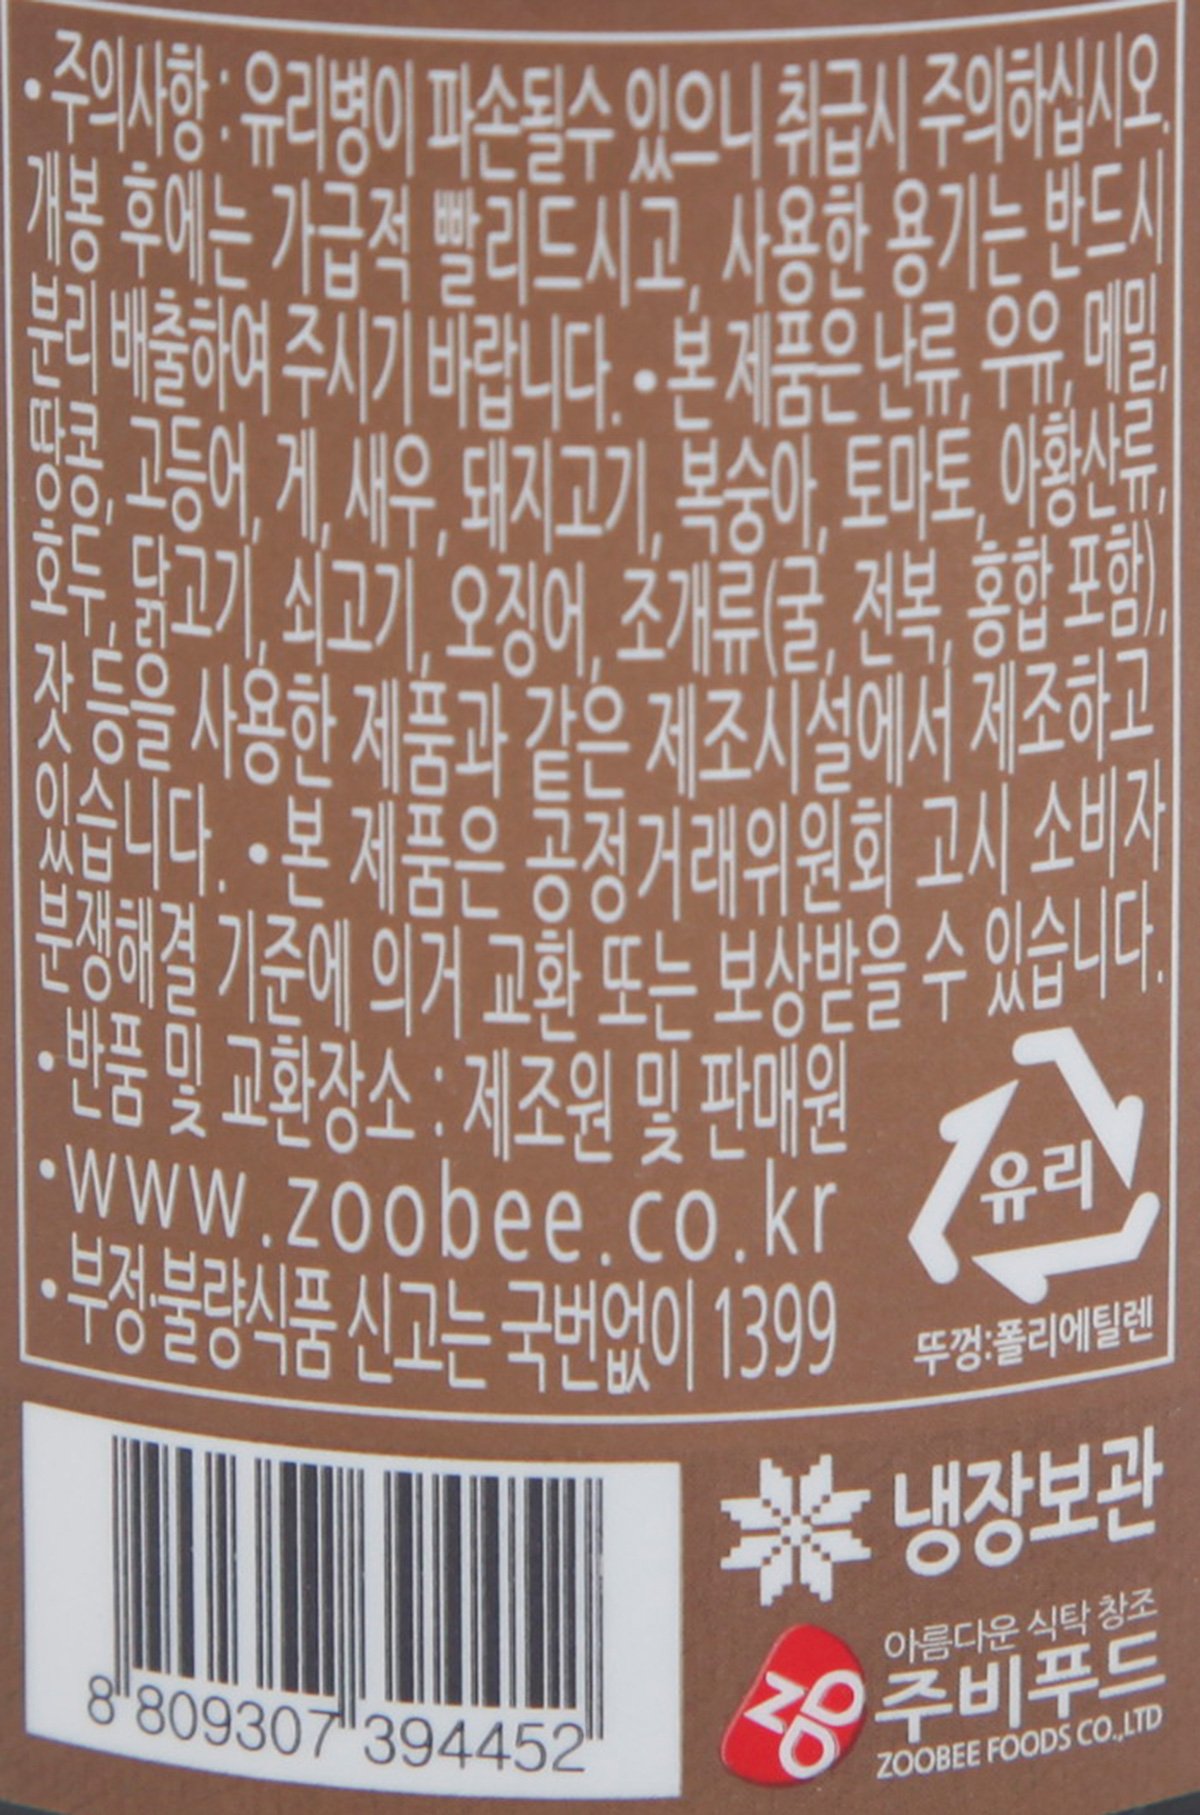 •주의사항 : 유리병이 파손될수 있으니 취급시 주의하십시오.
개봉 후에는 가급적 빨리드시고, 사용한 용기는 반드시
분리 배출하여 주시기 바랍니다. •본 제품은 난류, 우유, 메밀,
땅콩, 고등어, 게, 새우, 돼지고기, 복숭아, 토마토, 아황산류,
호두, 닭고기, 쇠고기, 오징어, 조개류(굴, 전복, 홍합 포함),
잣 등을 사용한 제품과 같은 제조시설에서 제조하고
있습니다. •본 제품은 공정거래위원회 고시 소비자
분쟁해결 기준에 의거 교환 또는 보상받을 수 있습니다.
•반품 및 교환장소 : 제조원 및 판매원
•www.zoobee.co.kr
•부정·불량식품 신고는 국번없이 1399
유리
뚜껑:폴리에틸렌
8 809307 394452
냉장보관
아름다운 식탁 창조
주비푸드
ZOOBEE FOODS CO.,LTD